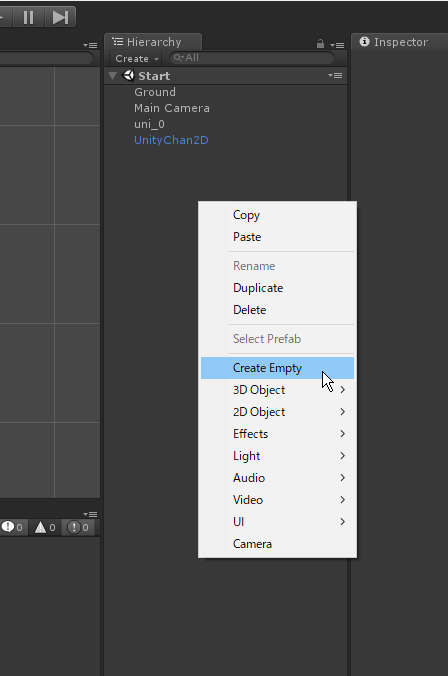 Hierarchy
Inspector
Create
All
Start
Ground
Main Camera
uni_0
UnityChan2D
Copy
Paste
Rename
Duplicate
Delete
Select Prefab
Create Empty
3D Object
2D Object
Effects
Light
Audio
Video
UI
Camera
0 0 0